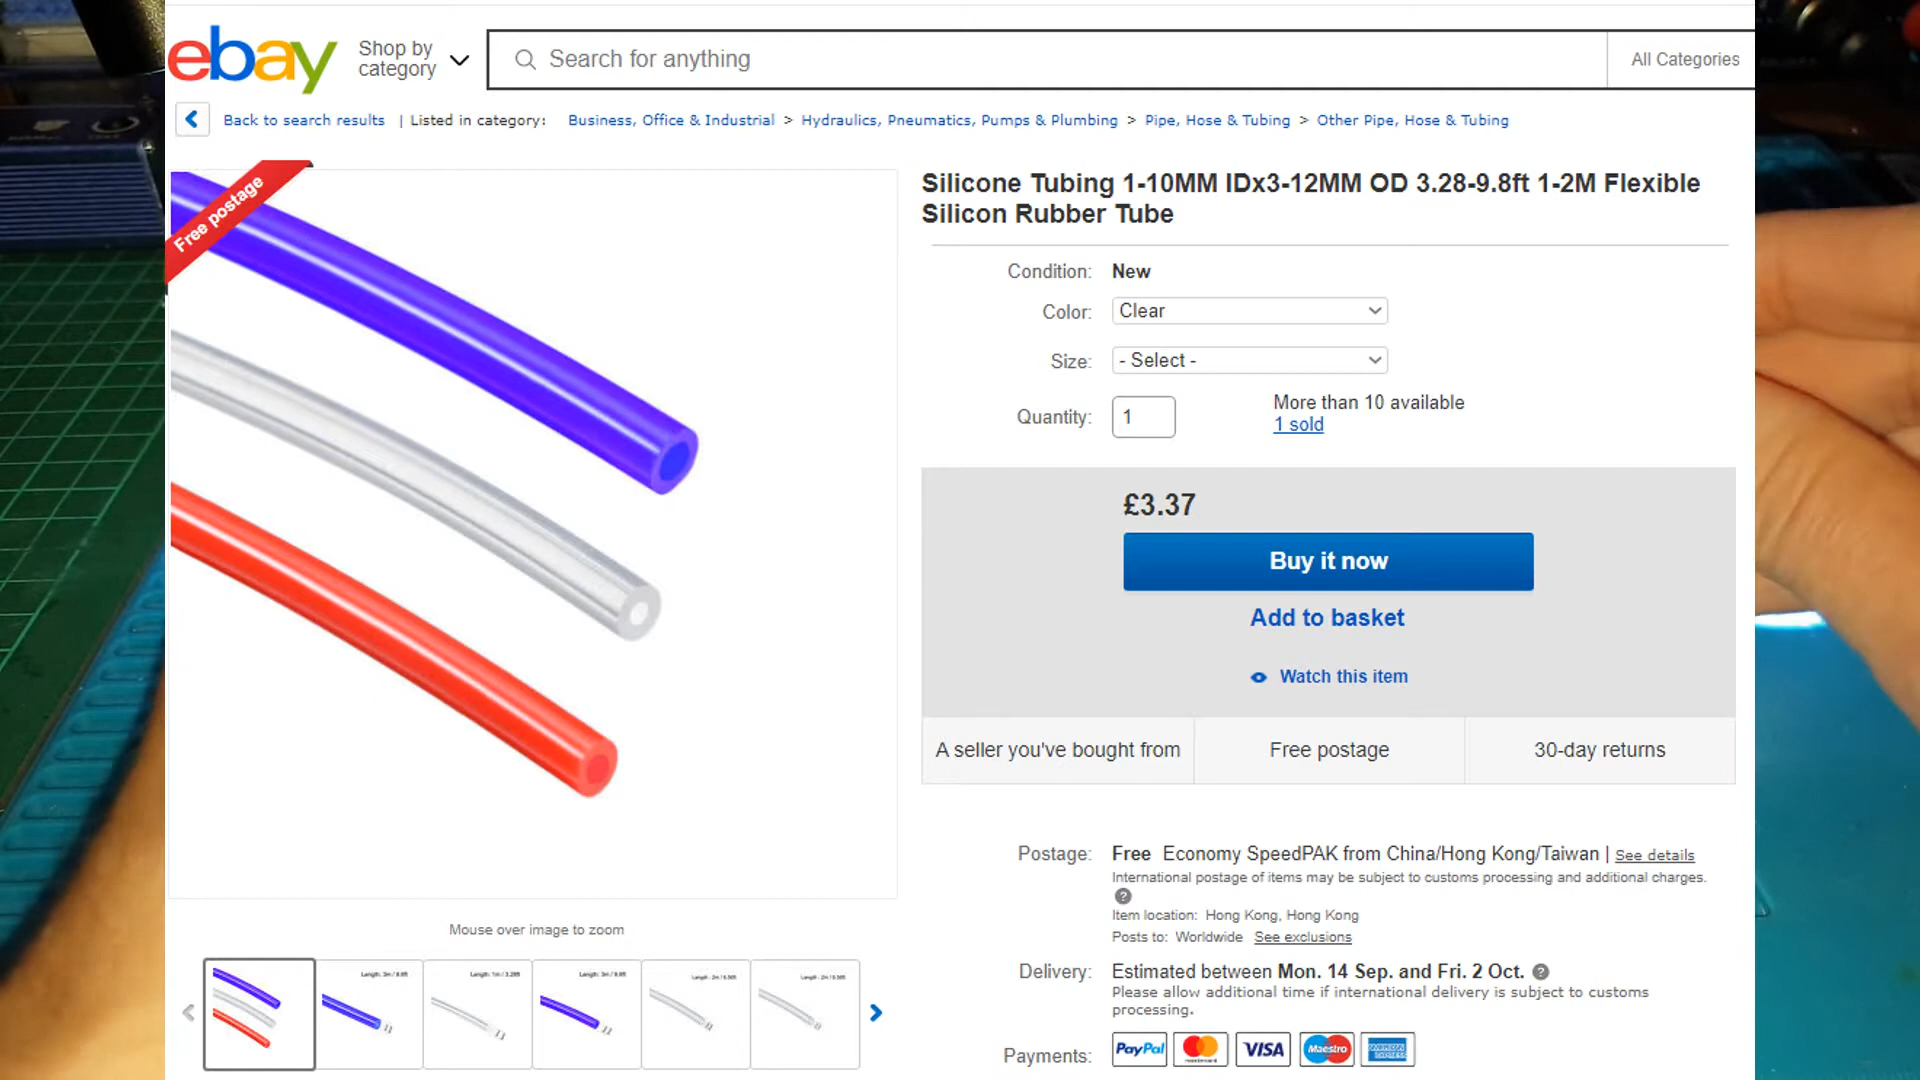 ebay
Shop by
category
Search for anything
All Categories
Back to search results | Listed in category: Business, Office & Industrial > Hydraulics, Pneumatics, Pumps & Plumbing > Pipe, Hose & Tubing > Other Pipe, Hose & Tubing
Free postage
Silicone Tubing 1-10MM IDx3-12MM OD 3.28-9.8ft 1-2M Flexible
Silicon Rubber Tube
Condition: New
Color: Clear
Size: - Select -
Quantity: 1
More than 10 available
1 sold
£3.37
Buy it now
Add to basket
Watch this item
A seller you've bought from
Free postage
30-day returns
Postage: Free Economy SpeedPAK from China/Hong Kong/Taiwan | See details
International postage of items may be subject to customs processing and additional charges.
?
Item location: Hong Kong, Hong Kong
Posts to: Worldwide See exclusions
Delivery: Estimated between Mon. 14 Sep. and Fri. 2 Oct. ?
Please allow additional time if international delivery is subject to customs
processing.
Payments: PayPal mastercard VISA Maestro AMERICAN EXPRESS
Mouse over image to zoom